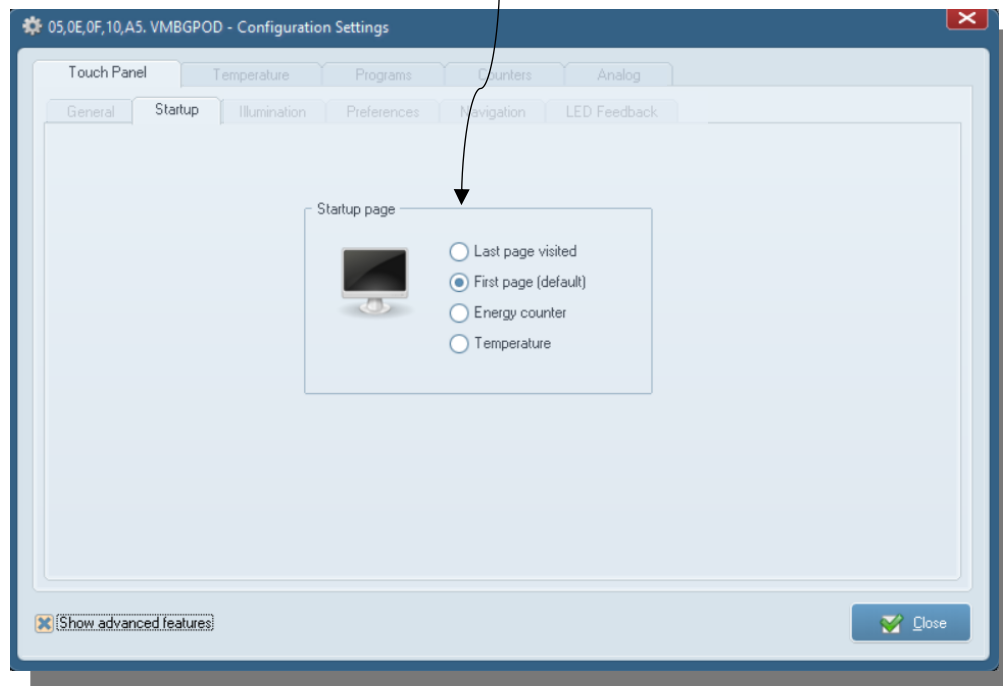 05,0E,0F,10,A5. VMBGPOD - Configuration Settings
Touch Panel Temperature Programs Counters Analog
General Startup Illumination Preferences Navigation LED Feedback
Startup page
Last page visited
First page (default)
Energy counter
Temperature
Show advanced features
Close